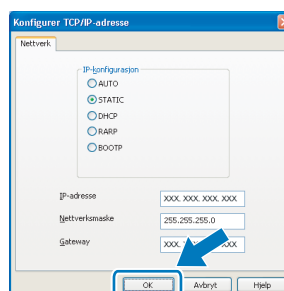 Konfigurer TCP/IP-adresse
Nettverk
IP-konfigurasjon
AUTO
STATIC
DHCP
RARP
BOOTP
IP-adresse XXX. XXX. XXX. XXX
Nettverksmaske 255.255.255.0
Gateway XXX. XX
OK Avbryt Hjelp